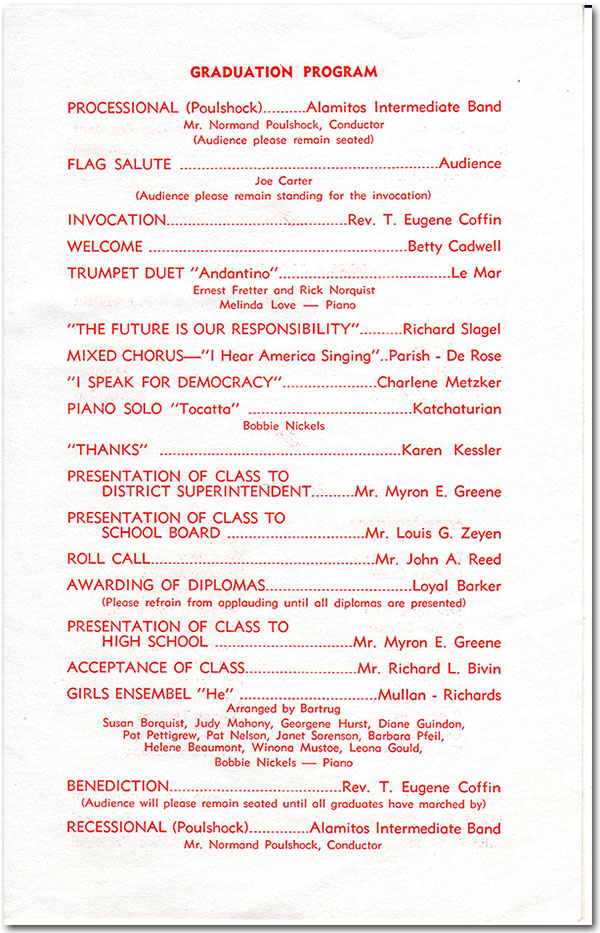 GRADUATION PROGRAM
PROCESSIONAL (Poulshock)..........Alamitos Intermediate Band
Mr. Normand Poulshock, Conductor
(Audience please remain seated)
FLAG SALUTE ..........Audience
Joe Carter
(Audience please remain standing for the invocation)
INVOCATION..........Rev. T. Eugene Coffin
WELCOME ..........Betty Cadwell
TRUMPET DUET "Andantino"..........Le Mar
Ernest Fretter and Rick Norquist
Melinda Love — Piano
"THE FUTURE IS OUR RESPONSIBILITY"..........Richard Slagel
MIXED CHORUS—"I Hear America Singing"..Parish - De Rose
"I SPEAK FOR DEMOCRACY"..........Charlene Metzker
PIANO SOLO "Tocatta" ..........Katchaturian
Bobbie Nickels
"THANKS" ..........Karen Kessler
PRESENTATION OF CLASS TO
DISTRICT SUPERINTENDENT..........Mr. Myron E. Greene
PRESENTATION OF CLASS TO
SCHOOL BOARD ..........Mr. Louis G. Zeyen
ROLL CALL..........Mr. John A. Reed
AWARDING OF DIPLOMAS..........Loyal Barker
(Please refrain from applauding until all diplomas are presented)
PRESENTATION OF CLASS TO
HIGH SCHOOL ..........Mr. Myron E. Greene
ACCEPTANCE OF CLASS..........Mr. Richard L. Bivin
GIRLS ENSEMBEL "He" ..........Mullan - Richards
Arranged by Bartrug
Susan Borquist, Judy Mahony, Georgene Hurst, Diane Guindon,
Pat Pettigrew, Pat Nelson, Janet Sorenson, Barbara Pfeil,
Helene Beaumont, Winona Mustoe, Leona Gould,
Bobbie Nickels — Piano
BENEDICTION..........Rev. T. Eugene Coffin
(Audience will please remain seated until all graduates have marched by)
RECESSIONAL (Poulshock)..........Alamitos Intermediate Band
Mr. Normand Poulshock, Conductor